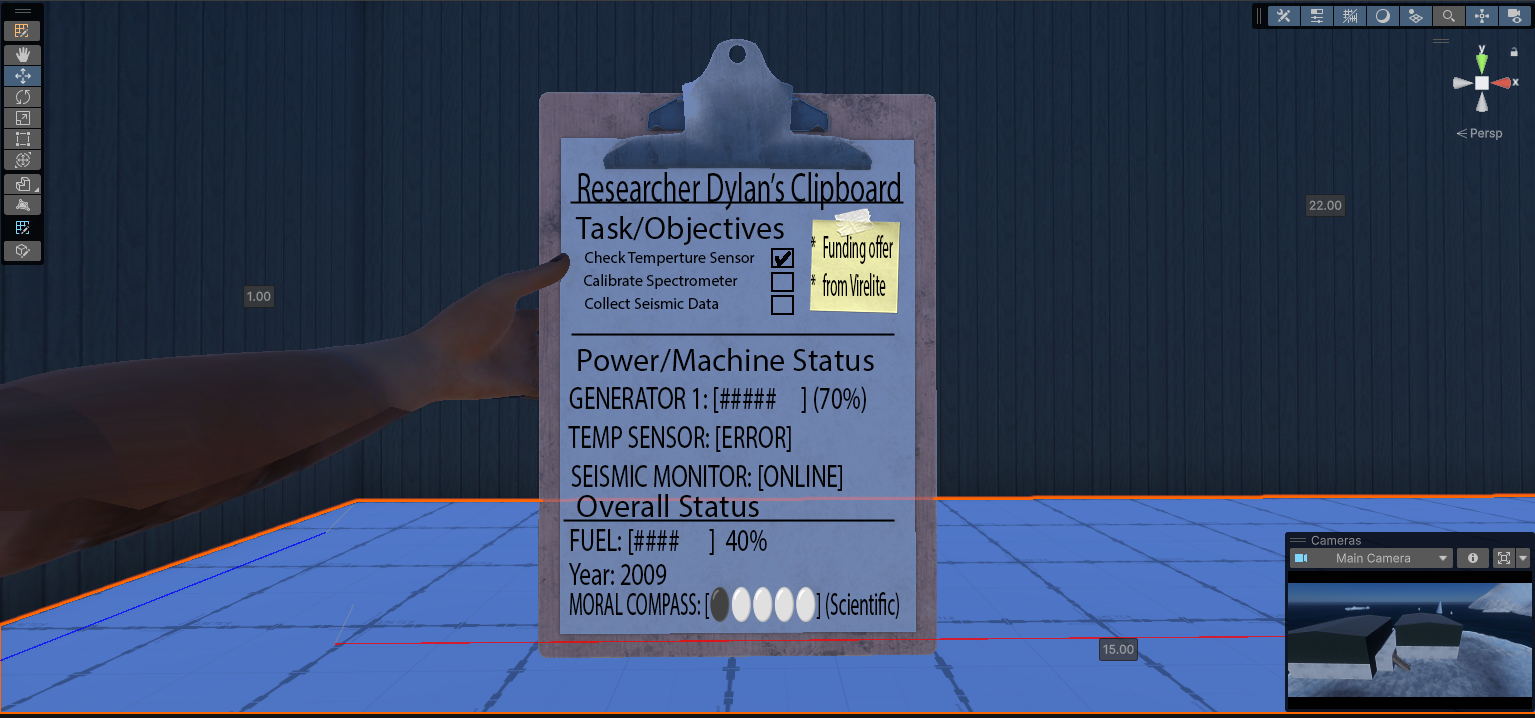 y
x
< Persp
22.00
1.00
Researcher Dylan's Clipboard
Task/Objectives
Check Temperture Sensor
Calibrate Spectrometer
Collect Seismic Data
* Funding offer
* from Virelite
Power/Machine Status
GENERATOR 1: [##### ] (70%)
TEMP SENSOR: [ERROR]
SEISMIC MONITOR: [ONLINE]
Overall Status
FUEL: [#### ] 40%
Year: 2009
MORAL COMPASS: [ ] (Scientific)
Cameras
Main Camera
15.00